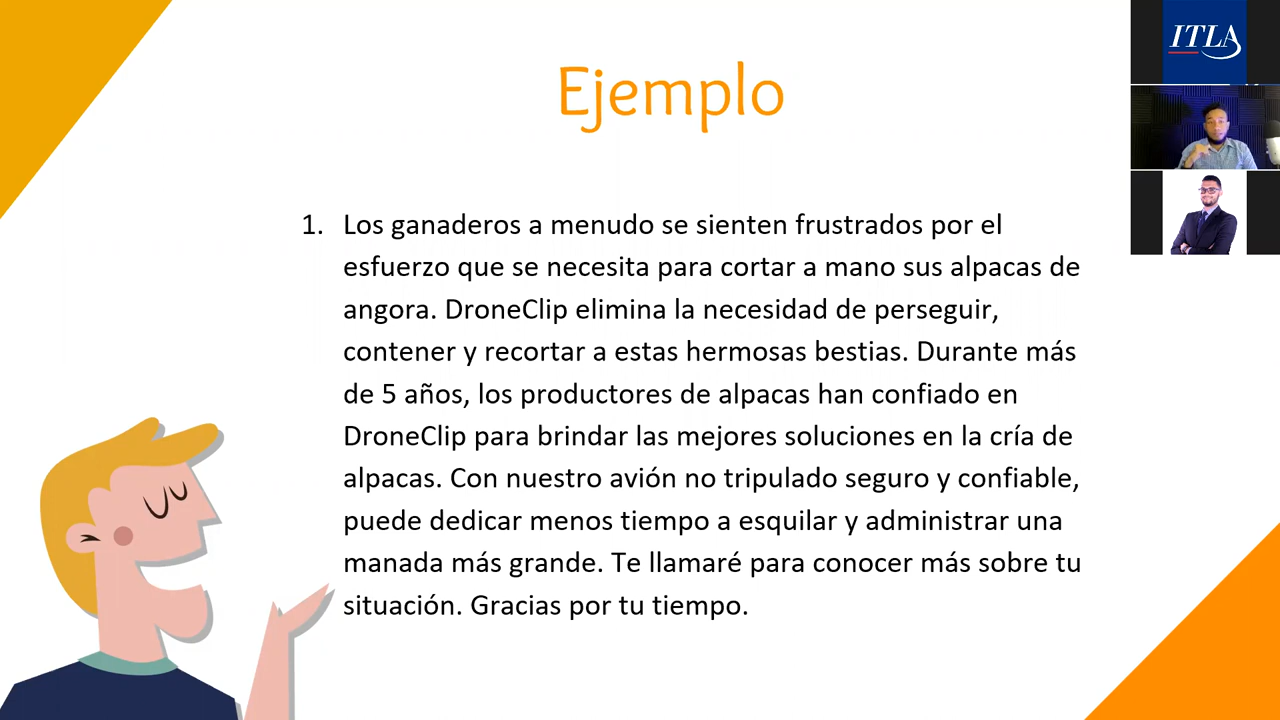 Ejemplo
ITLA
1. Los ganaderos a menudo se sienten frustrados por el
esfuerzo que se necesita para cortar a mano sus alpacas de
angora. DroneClip elimina la necesidad de perseguir,
contener y recortar a estas hermosas bestias. Durante más
de 5 años, los productores de alpacas han confiado en
DroneClip para brindar las mejores soluciones en la cría de
alpacas. Con nuestro avión no tripulado seguro y confiable,
puede dedicar menos tiempo a esquilar y administrar una
manada más grande. Te llamaré para conocer más sobre tu
situación. Gracias por tu tiempo.